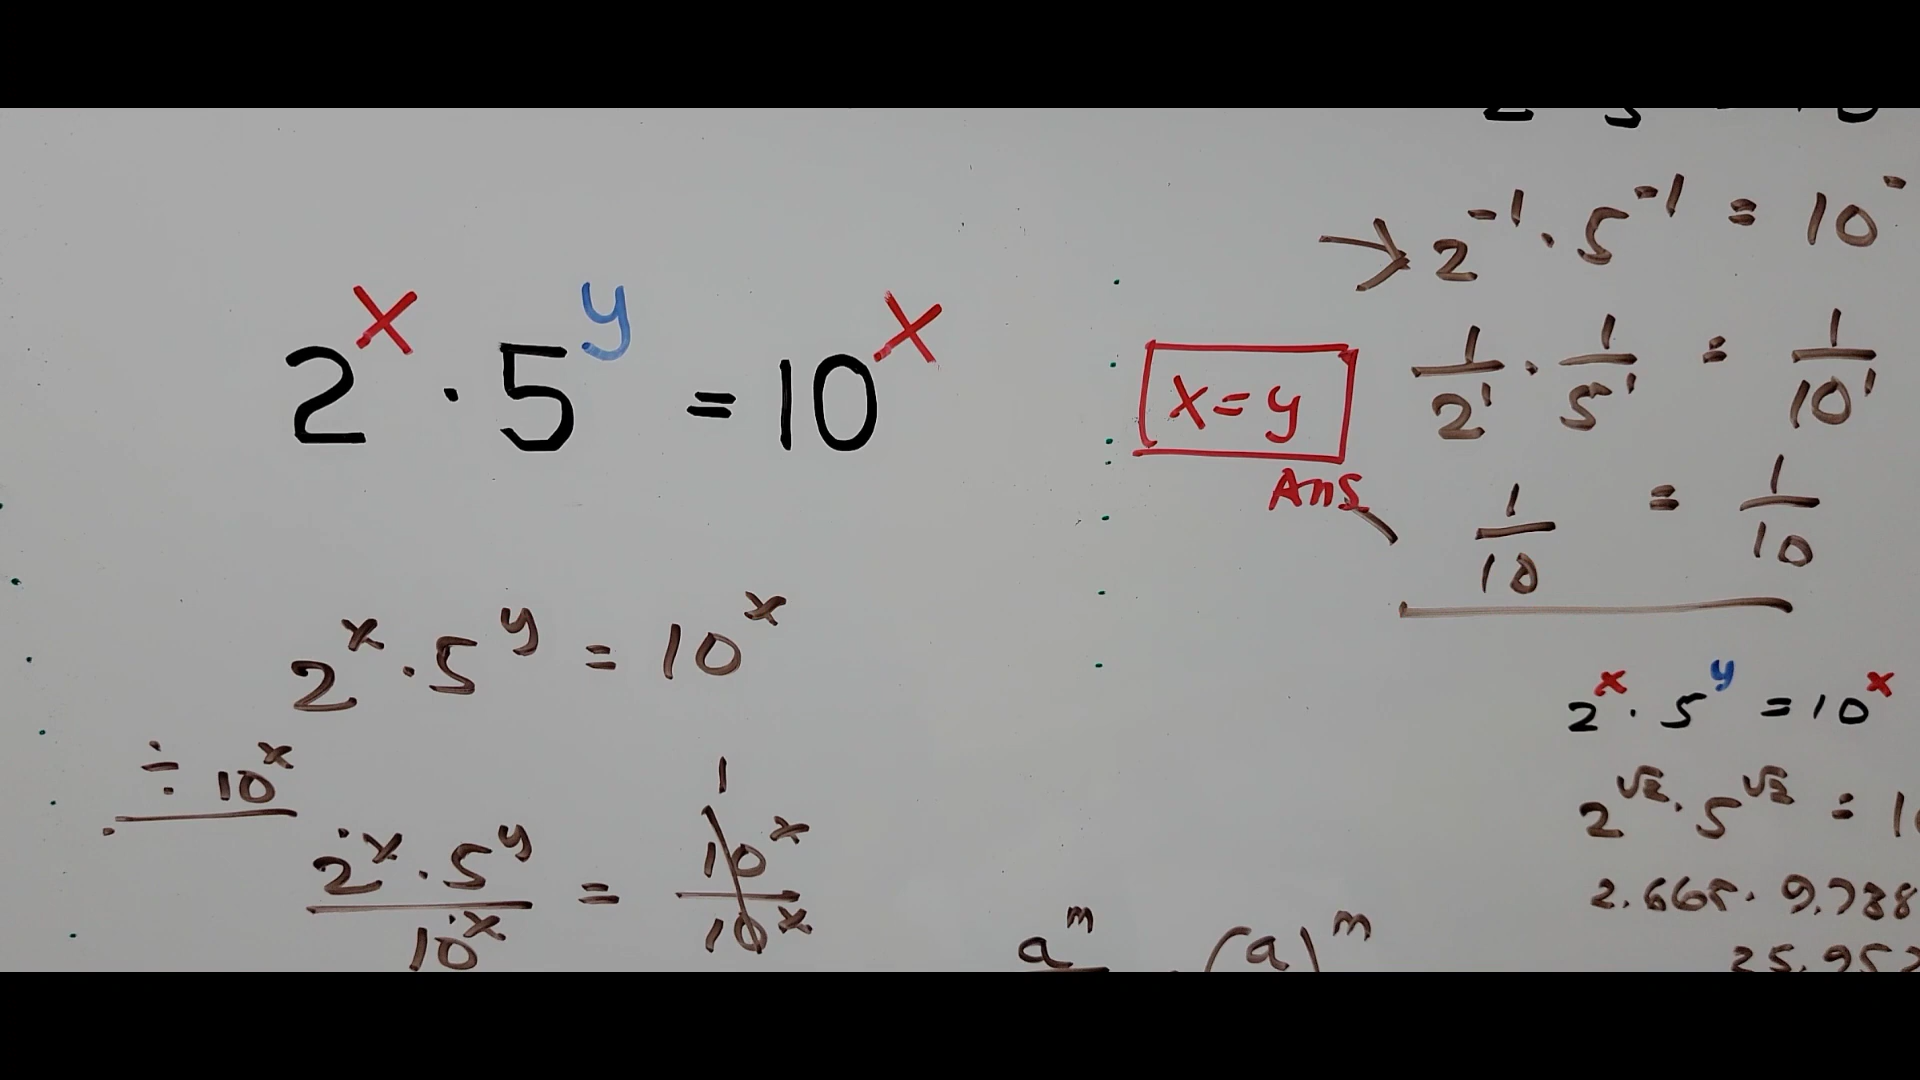 2^x · 5^y = 10^x
2^x · 5^y = 10^x
÷ 10^x
2^x · 5^y / 10^x = 1 10^x / 10^x
x = y
Ans
2^-1 · 5^-1 = 10^-
1/2^1 · 1/5^1 = 1/10^1
1/10 = 1/10
2^x · 5^y = 10^x
2^√2 · 5^√2 = 1
2.665 · 9.738
25.952
a^m (a)^m